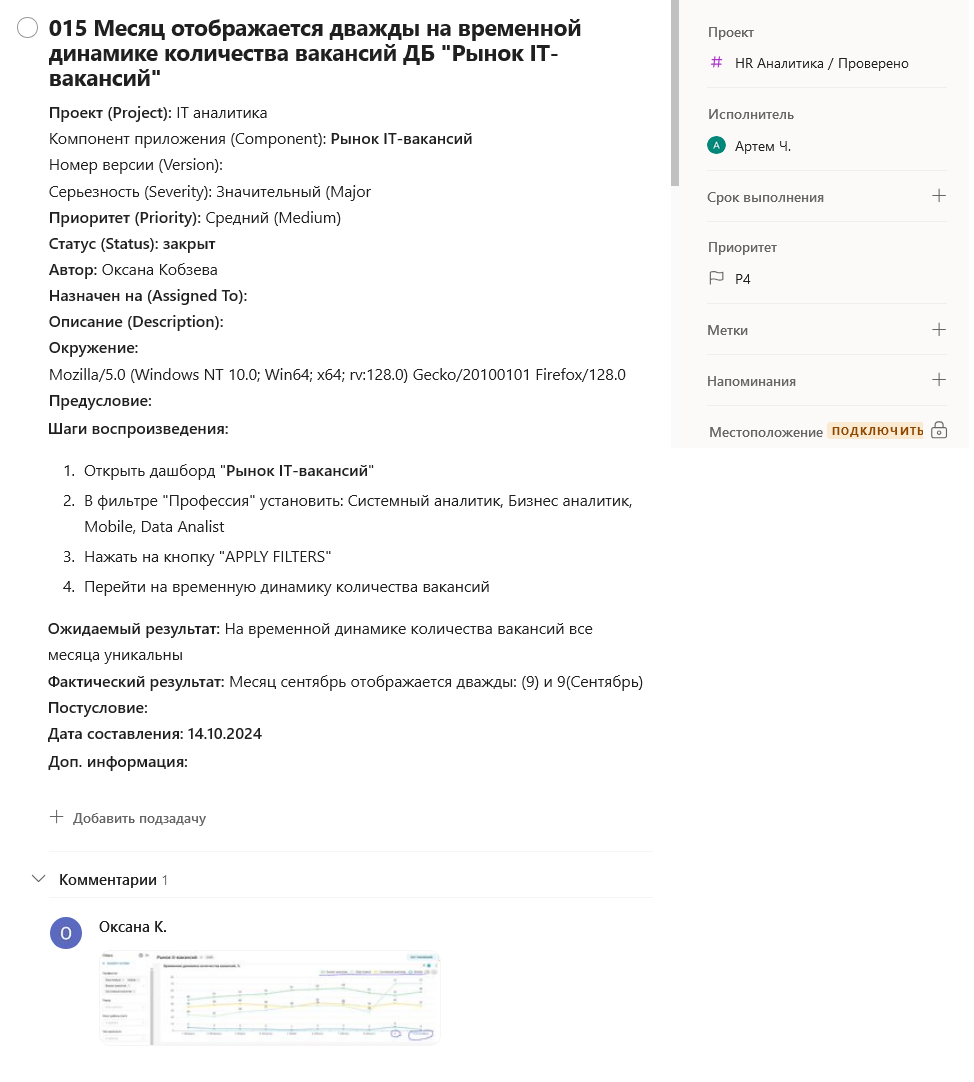 015 Месяц отображается дважды на временной
динамике количества вакансий ДБ "Рынок IT-
вакансий"
Проект (Project): IT аналитика
Компонент приложения (Component): Рынок IT-вакансий
Номер версии (Version):
Серьезность (Severity): Значительный (Major
Приоритет (Priority): Средний (Medium)
Статус (Status): закрыт
Автор: Оксана Кобзева
Назначен на (Assigned To):
Описание (Description):
Окружение:
Mozilla/5.0 (Windows NT 10.0; Win64; x64; rv:128.0) Gecko/20100101 Firefox/128.0
Предусловие:
Шаги воспроизведения:
1. Открыть дашборд "Рынок IT-вакансий"
2. В фильтре "Профессия" установить: Системный аналитик, Бизнес аналитик,
Mobile, Data Analist
3. Нажать на кнопку "APPLY FILTERS"
4. Перейти на временную динамику количества вакансий
Ожидаемый результат: На временной динамике количества вакансий все
месяца уникальны
Фактический результат: Месяц сентябрь отображается дважды: (9) и 9(Сентябрь)
Постусловие:
Дата составления: 14.10.2024
Доп. информация:
Добавить подзадачу
Комментарии 1
О
Оксана К.
Рынок IT-вакансий
Временная динамика количества вакансий
Проект
# HR Аналитика / Проверено
Исполнитель
А
Артем Ч.
Срок выполнения
Приоритет
P4
Метки
Напоминания
Местоположение ПОДКЛЮЧИТЬ